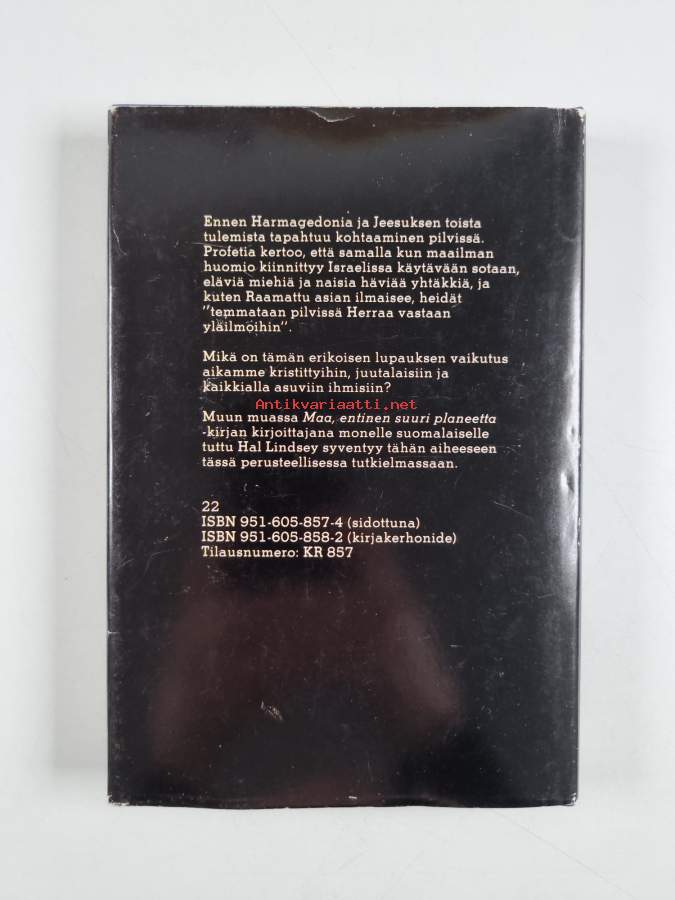 Ennen Harmagedonia ja Jeesuksen toista
tulemista tapahtuu kohtaaminen pilvissä.
Profetia kertoo, että samalla kun maailman
huomio kiinnittyy Israelissa käytävään sotaan,
eläviä miehiä ja naisia häviää yhtäkkiä, ja
kuten Raamattu asian ilmaisee, heidät
"temmataan pilvissä Herraa vastaan
yläilmoihin".
Mikä on tämän erikoisen lupauksen vaikutus
aikamme kristittyihin, juutalaisiin ja
kaikkialla asuviin ihmisiin?
Antikvariaatti.net
Muun muassa Maa, entinen suuri planeetta
-kirjan kirjoittajana monelle suomalaiselle
tuttu Hal Lindsey syventyy tähän aiheeseen
tässä perusteellisessa tutkielmassaan.
22
ISBN 951-605-857-4 (sidottuna)
ISBN 951-605-858-2 (kirjakerhonide)
Tilausnumero: KR 857